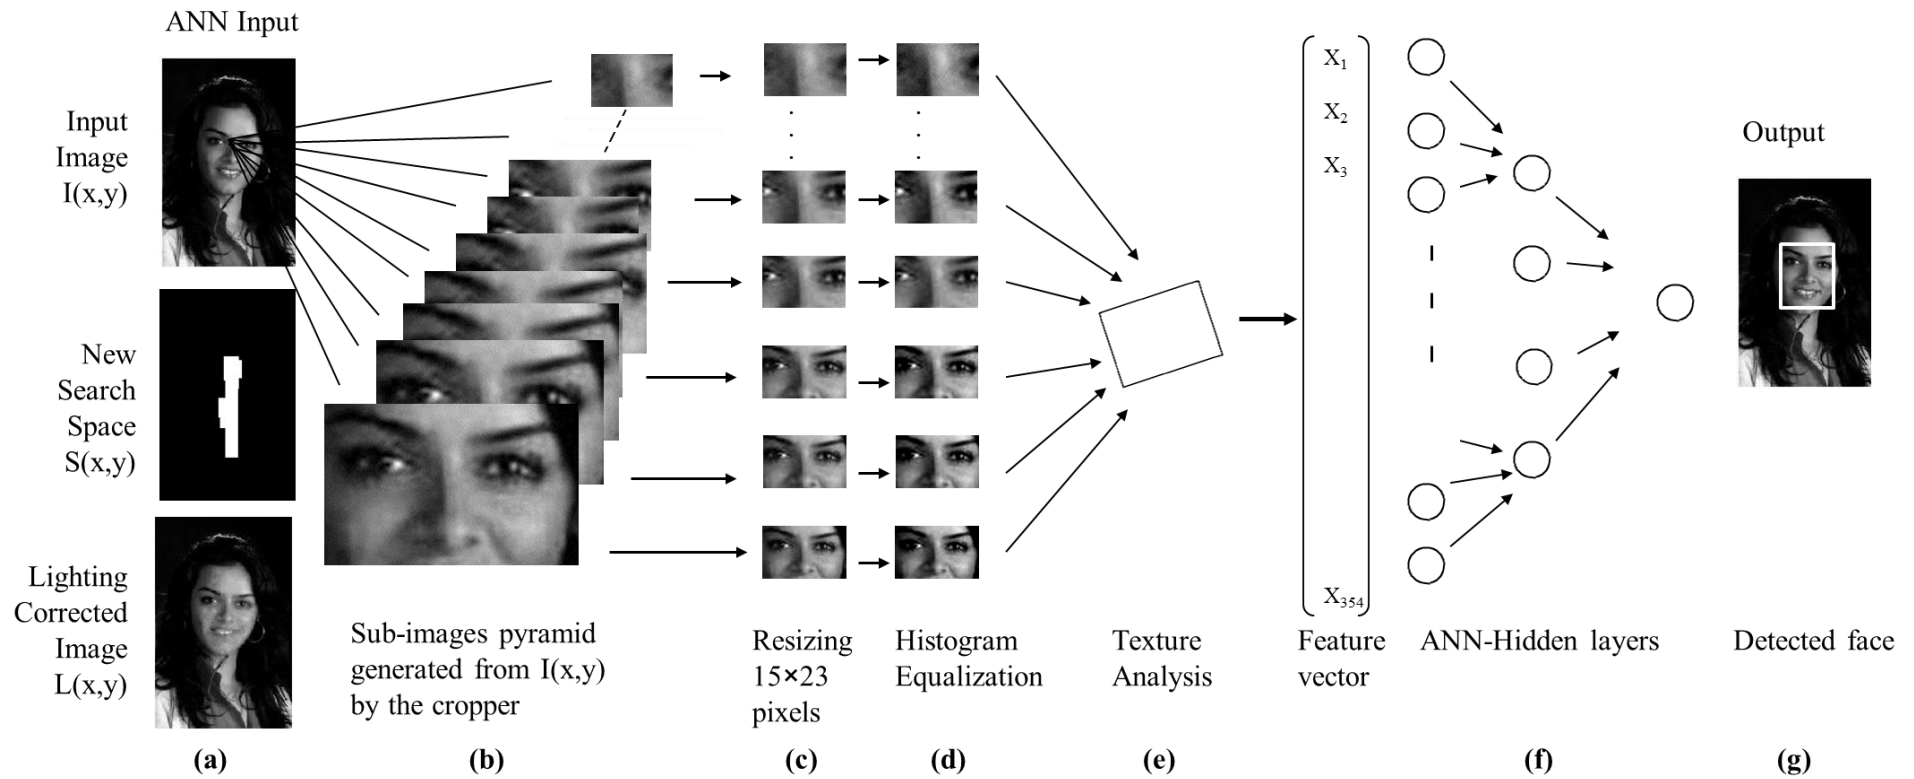 ANN Input
Input
Image
I(x,y)
New
Search
Space
S(x,y)
Lighting
Corrected
Image
L(x,y)
Sub-images pyramid
generated from I(x,y)
by the cropper
Resizing
15×23
pixels
Histogram
Equalization
Texture
Analysis
X1
X2
X3
X354
Feature
vector
ANN-Hidden layers
Output
Detected face
(a)
(b)
(c)
(d)
(e)
(f)
(g)